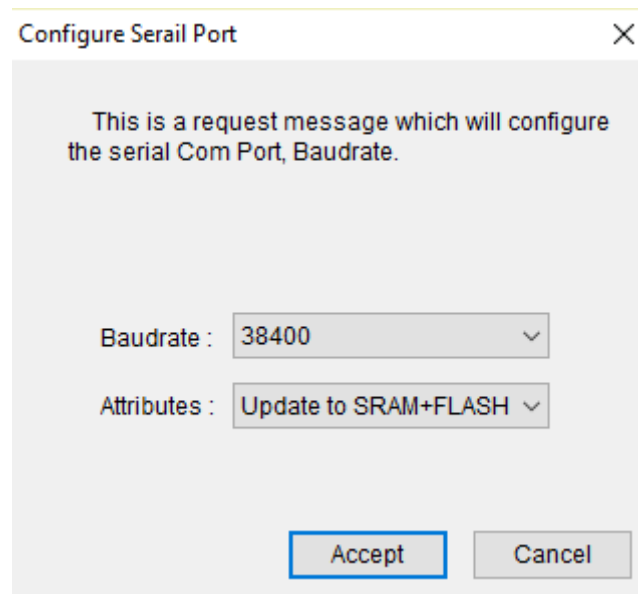 Configure Serail Port
This is a request message which will configure
the serial Com Port, Baudrate.
Baudrate : 38400
Attributes : Update to SRAM+FLASH
Accept Cancel